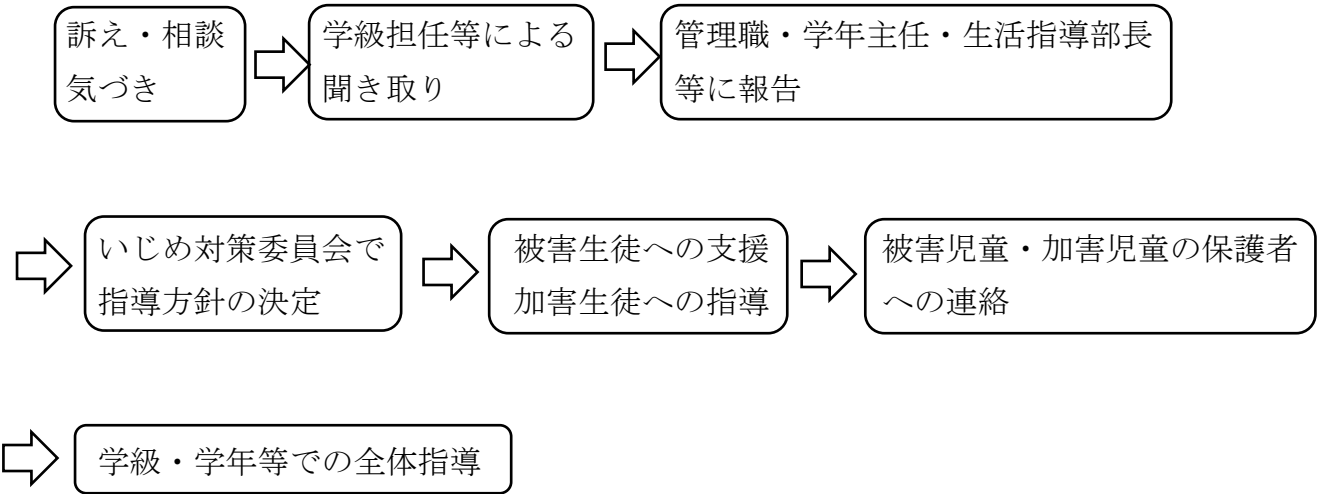 訴え・相談
気づき
学級担任等による
聞き取り
管理職・学年主任・生活指導部長
等に報告
いじめ対策委員会で
指導方針の決定
被害生徒への支援
加害生徒への指導
被害児童・加害児童の保護者
への連絡
学級・学年等での全体指導